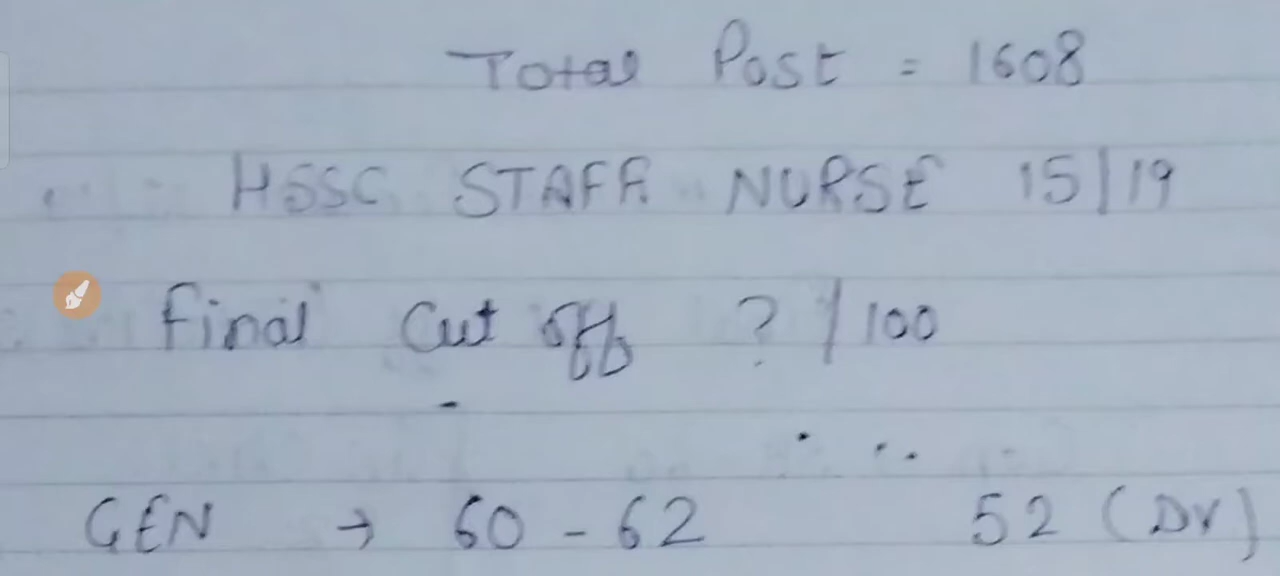 Total Post = 1608
HSSC STAFF NURSE 15/19
Final Cut off ? / 100
GEN → 60 - 62 52 (DV)